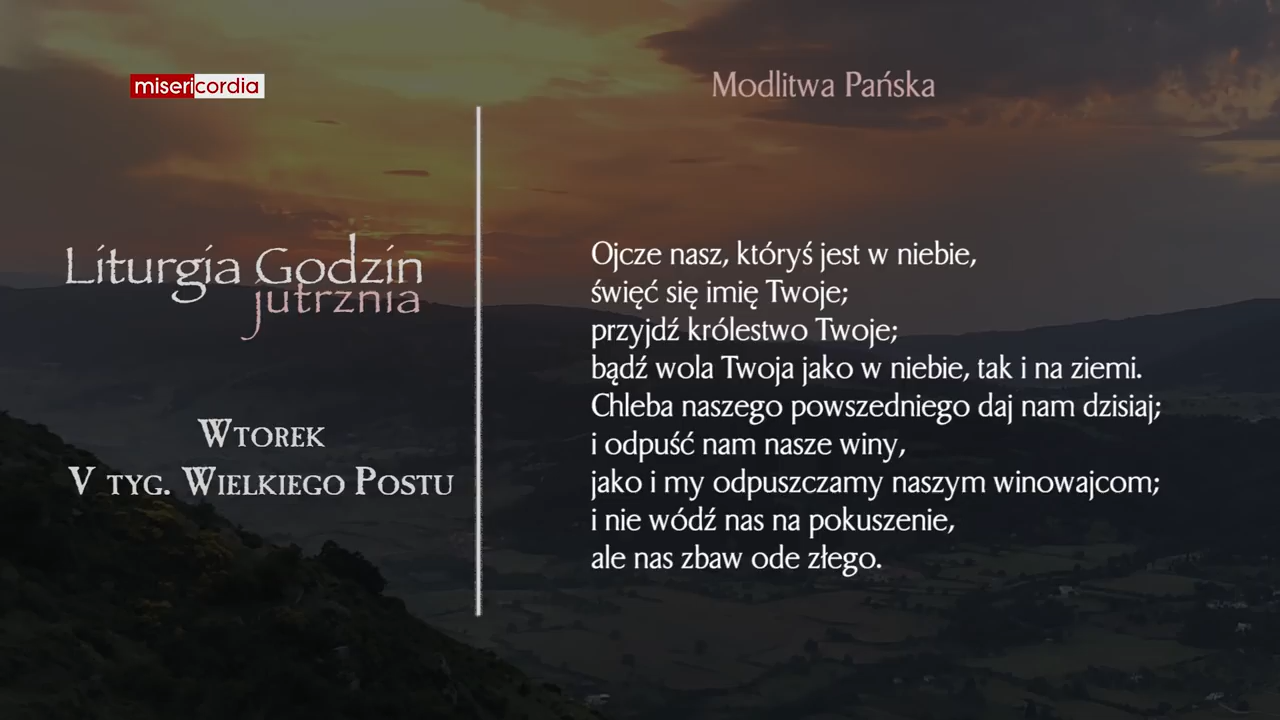 misericordia
Liturgia Godzin
jutrznia
Wtorek
V tyg. Wielkiego Postu
Modlitwa Pańska
Ojcze nasz, któryś jest w niebie,
święć się imię Twoje;
przyjdź królestwo Twoje;
bądź wola Twoja jako w niebie, tak i na ziemi.
Chleba naszego powszedniego daj nam dzisiaj;
i odpuść nam nasze winy,
jako i my odpuszczamy naszym winowajcom;
i nie wódź nas na pokuszenie,
ale nas zbaw ode złego.